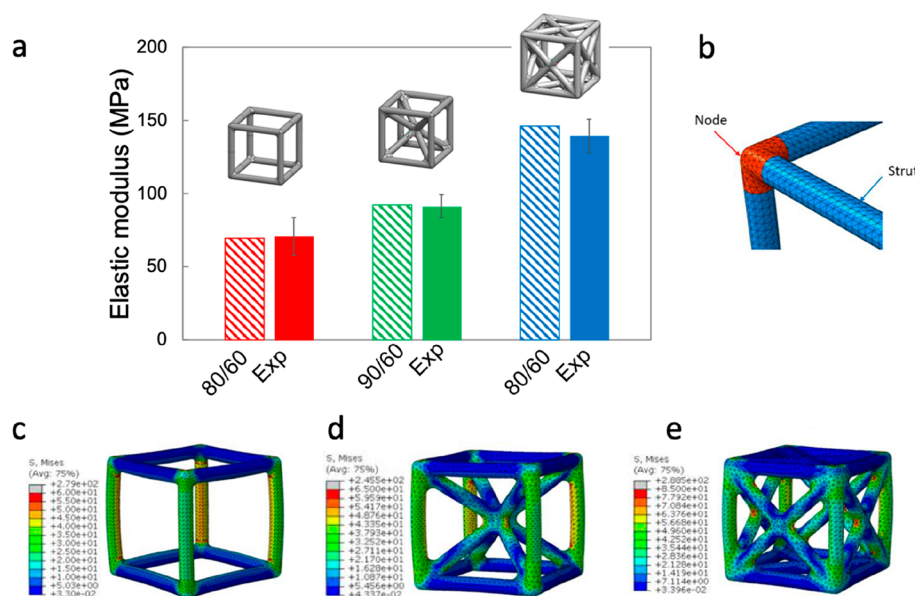 a
b
200
150
100
50
0
Elastic modulus (MPa)
80/60
Exp
90/60
Exp
80/60
Exp
Node
Strut
c
d
e
S, Mises
(Avg: 75%)
+2.79e+02
+6.00e+01
+5.50e+01
+5.00e+01
+4.50e+01
+4.00e+01
+3.50e+01
+3.00e+01
+2.50e+01
+2.00e+01
+1.50e+01
+1.00e+01
+5.03e+00
+3.30e-02
S, Mises
(Avg: 75%)
+2.455e+02
+6.500e+01
+5.959e+01
+5.417e+01
+4.876e+01
+4.335e+01
+3.793e+01
+3.252e+01
+2.711e+01
+2.170e+01
+1.628e+01
+1.087e+01
+5.456e+00
+4.337e-02
S, Mises
(Avg: 75%)
+2.885e+02
+8.500e+01
+7.792e+01
+7.084e+01
+6.376e+01
+5.668e+01
+4.960e+01
+4.252e+01
+3.544e+01
+2.836e+01
+2.128e+01
+1.419e+01
+7.114e+00
+3.396e-02